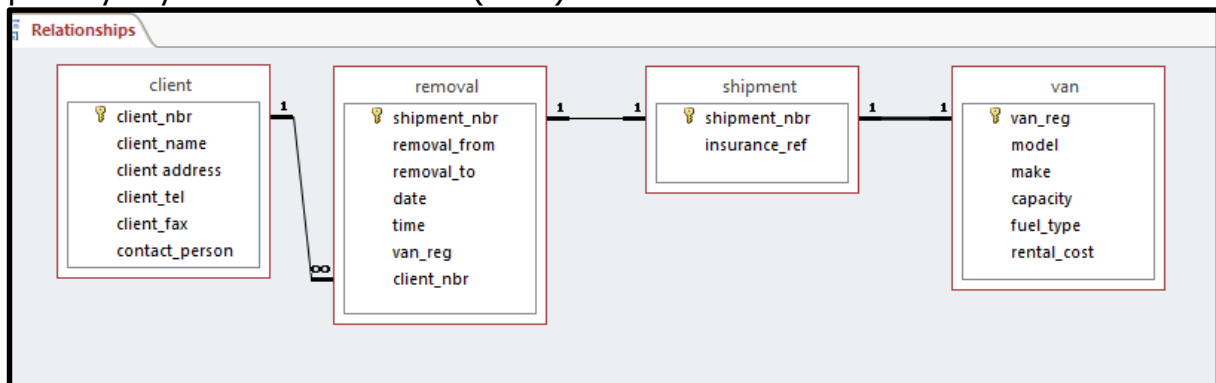 Relationships
client
client_nbr
client_name
client address
client_tel
client_fax
contact_person
1
∞
removal
shipment_nbr
removal_from
removal_to
date
time
van_reg
client_nbr
1
1
shipment
shipment_nbr
insurance_ref
1
1
van
van_reg
model
make
capacity
fuel_type
rental_cost